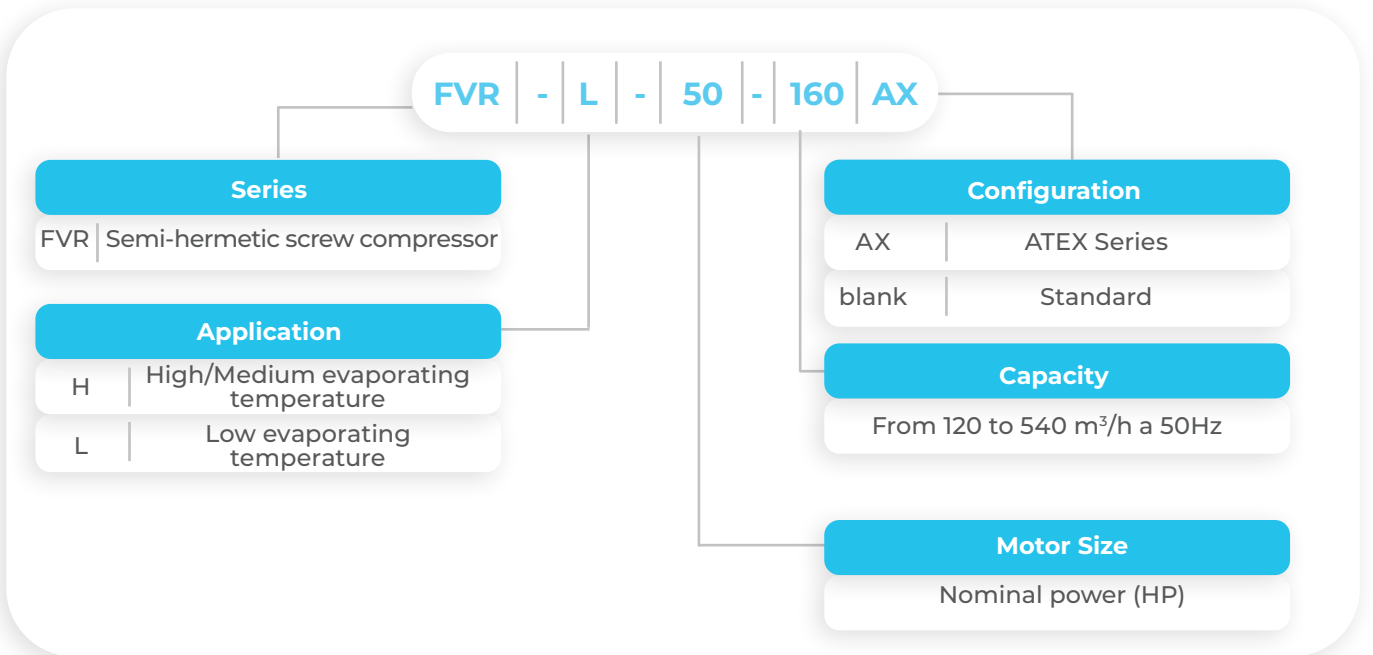 FVR - L - 50 - 160 AX
Series
FVR Semi-hermetic screw compressor
Application
H High/Medium evaporating
temperature
L Low evaporating
temperature
Configuration
AX ATEX Series
blank Standard
Capacity
From 120 to 540 m³/h a 50Hz
Motor Size
Nominal power (HP)